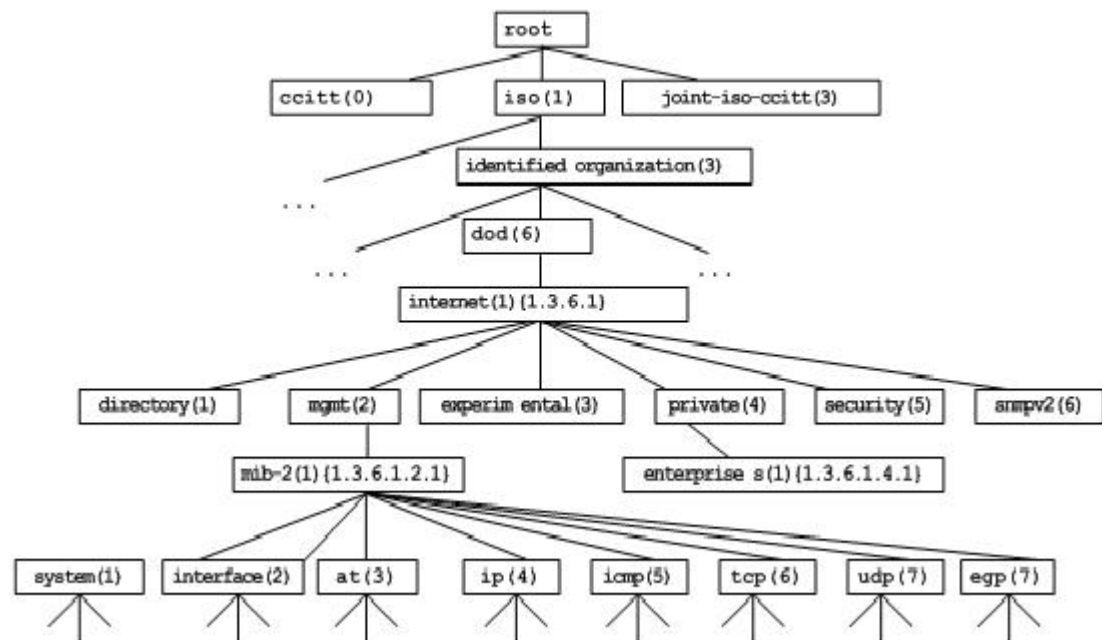 root
ccitt(0)
iso(1)
joint-iso-ccitt(3)
identified organization(3)
...
dod(6)
...
...
internet(1){1.3.6.1}
directory(1)
mgmt(2)
experim ental(3)
private(4)
security(5)
snmpv2(6)
mib-2(1){1.3.6.1.2.1}
enterprise s(1){1.3.6.1.4.1}
system(1)
interface(2)
at(3)
ip(4)
icmp(5)
tcp(6)
udp(7)
egp(7)